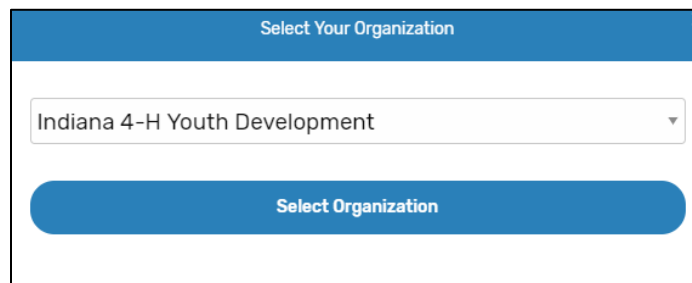 Select Your Organization
Indiana 4-H Youth Development
Select Organization